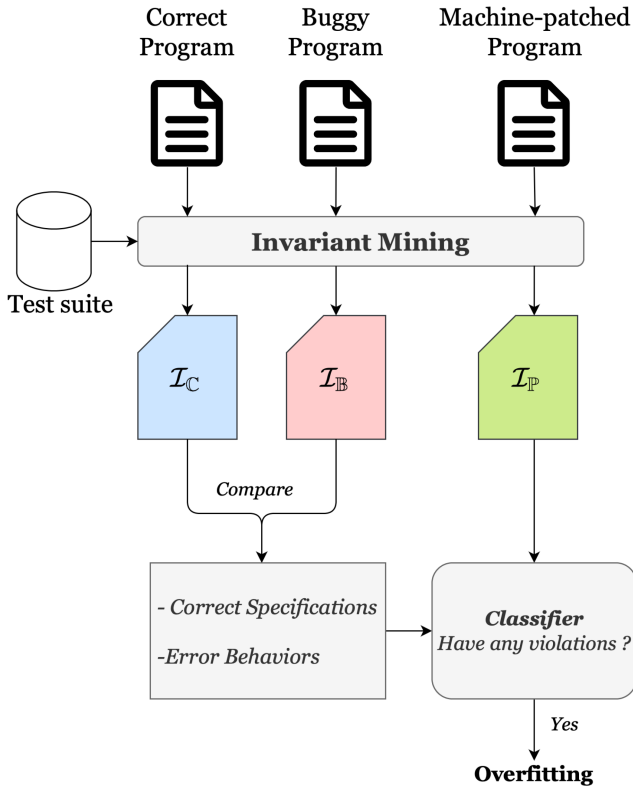 Correct
Program
Buggy
Program
Machine-patched
Program
Invariant Mining
Test suite
𝓘ℂ
𝓘𝔹
𝓘ℙ
Compare
- Correct Specifications
-Error Behaviors
Classifier
Have any violations ?
Yes
Overfitting